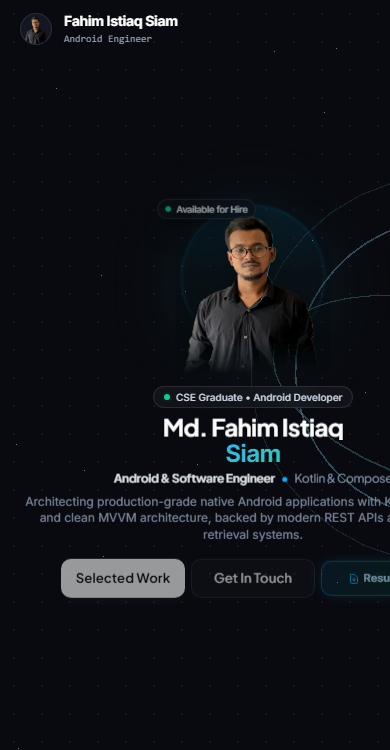 Fahim Istiaq Siam
Android Engineer
Available for Hire
CSE Graduate • Android Developer
Md. Fahim Istiaq
Siam
Android & Software Engineer • Kotlin & Compose
Architecting production-grade native Android applications with
and clean MVVM architecture, backed by modern REST APIs
retrieval systems.
Selected Work
Get In Touch